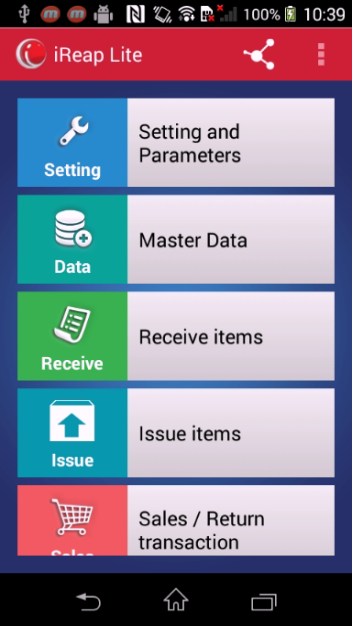 100% 10:39
iReap Lite
Setting
Setting and
Parameters
Data
Master Data
Receive
Receive items
Issue
Issue items
Sales
Sales / Return
transaction